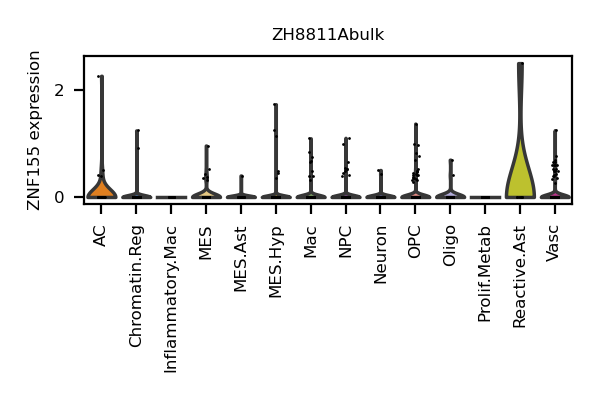 ZH8811Abulk
ZNF155 expression
2
0
AC
Chromatin.Reg
Inflammatory.Mac
MES
MES.Ast
MES.Hyp
Mac
NPC
Neuron
OPC
Oligo
Prolif.Metab
Reactive.Ast
Vasc